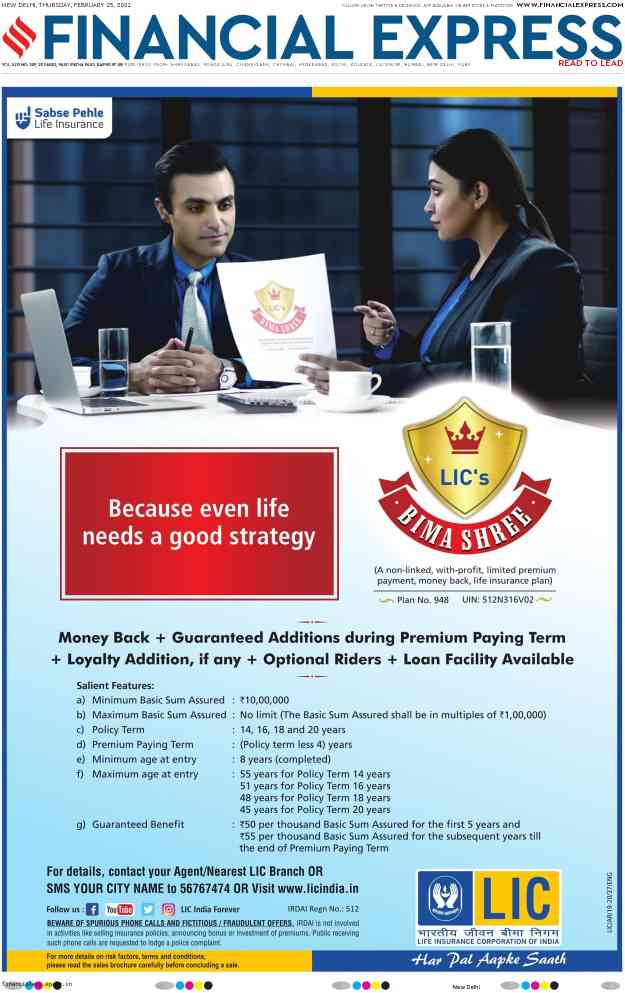 NEW DELHI, THURSDAY, FEBRUARY 25, 2021
WWW.FINANCIALEXPRESS.COM
FINANCIAL EXPRESS
READ TO LEAD
Sabse Pehle
Life Insurance
LIC's
BIMA SHREE
Because even life
needs a good strategy
LIC's
BIMA SHREE
(A non-linked, with-profit, limited premium
payment, money back, life insurance plan)
Plan No. 948 UIN: 512N316V02
Money Back + Guaranteed Additions during Premium Paying Term
+ Loyalty Addition, if any + Optional Riders + Loan Facility Available
Salient Features:
a) Minimum Basic Sum Assured : ₹10,00,000
b) Maximum Basic Sum Assured : No limit (The Basic Sum Assured shall be in multiples of ₹1,00,000)
c) Policy Term : 14, 16, 18 and 20 years
d) Premium Paying Term : (Policy term less 4) years
e) Minimum age at entry : 8 years (completed)
f) Maximum age at entry : 55 years for Policy Term 14 years
51 years for Policy Term 16 years
48 years for Policy Term 18 years
45 years for Policy Term 20 years
g) Guaranteed Benefit : ₹50 per thousand Basic Sum Assured for the first 5 years and
₹55 per thousand Basic Sum Assured for the subsequent years till
the end of Premium Paying Term
For details, contact your Agent/Nearest LIC Branch OR
SMS YOUR CITY NAME to 56767474 OR Visit www.licindia.in
Follow us : YouTube LIC India Forever IRDAI Regn No.: 512
BEWARE OF SPURIOUS PHONE CALLS AND FICTITIOUS / FRAUDULENT OFFERS. IRDAI is not involved
in activities like selling insurance policies, announcing bonus or investment of premiums. Public receiving
such phone calls are requested to lodge a police complaint.
For more details on risk factors, terms and conditions,
please read the sales brochure carefully before concluding a sale.
LIC
भारतीय जीवन बीमा निगम
LIFE INSURANCE CORPORATION OF INDIA
Har Pal Aapke Saath
LIC/AR/19-20/37/ENG
New Delhi